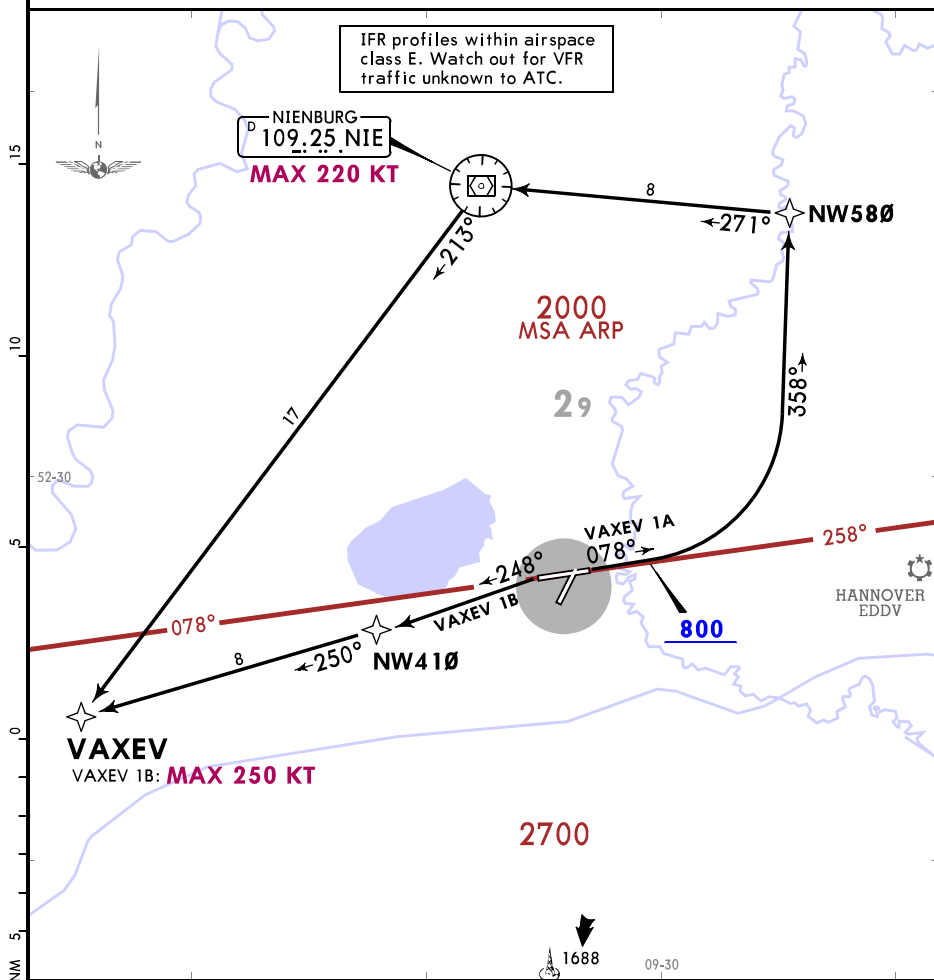 IFR profiles within airspace
class E. Watch out for VFR
traffic unknown to ATC.
NIENBURG
D 109.25 NIE
MAX 220 KT
N
15
8
NW58Ø
←271°
←213°
2000
MSA ARP
10
358°→
29
17
52-30
VAXEV 1A
258°
5
078°→
←248°
HANNOVER
EDDV
VAXEV 1B
078°
800
8
←250°
NW41Ø
0
VAXEV
VAXEV 1B: MAX 250 KT
2700
5
NM
1688
09-30